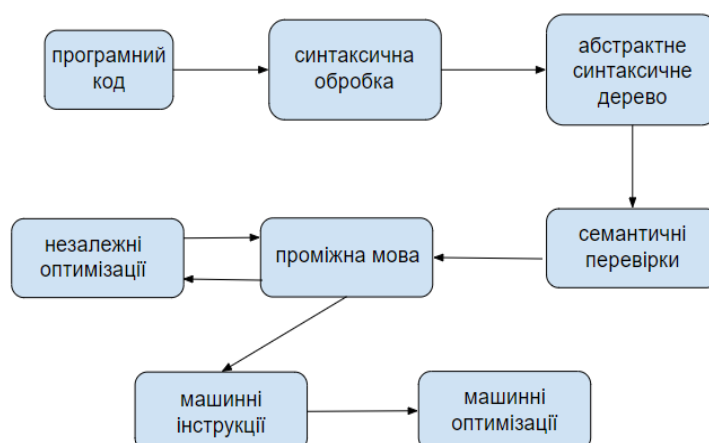 програмний
код
синтаксична
обробка
абстрактне
синтаксичне
дерево
незалежні
оптимізації
проміжна мова
семантичні
перевірки
машинні
інструкції
машинні
оптимізації